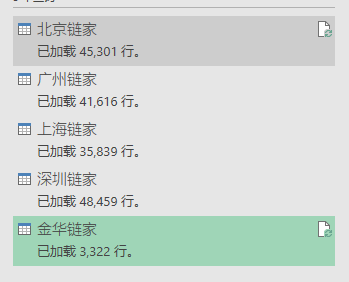 北京链家
已加载 45,301 行。
广州链家
已加载 41,616 行。
上海链家
已加载 35,839 行。
深圳链家
已加载 48,459 行。
金华链家
已加载 3,322 行。